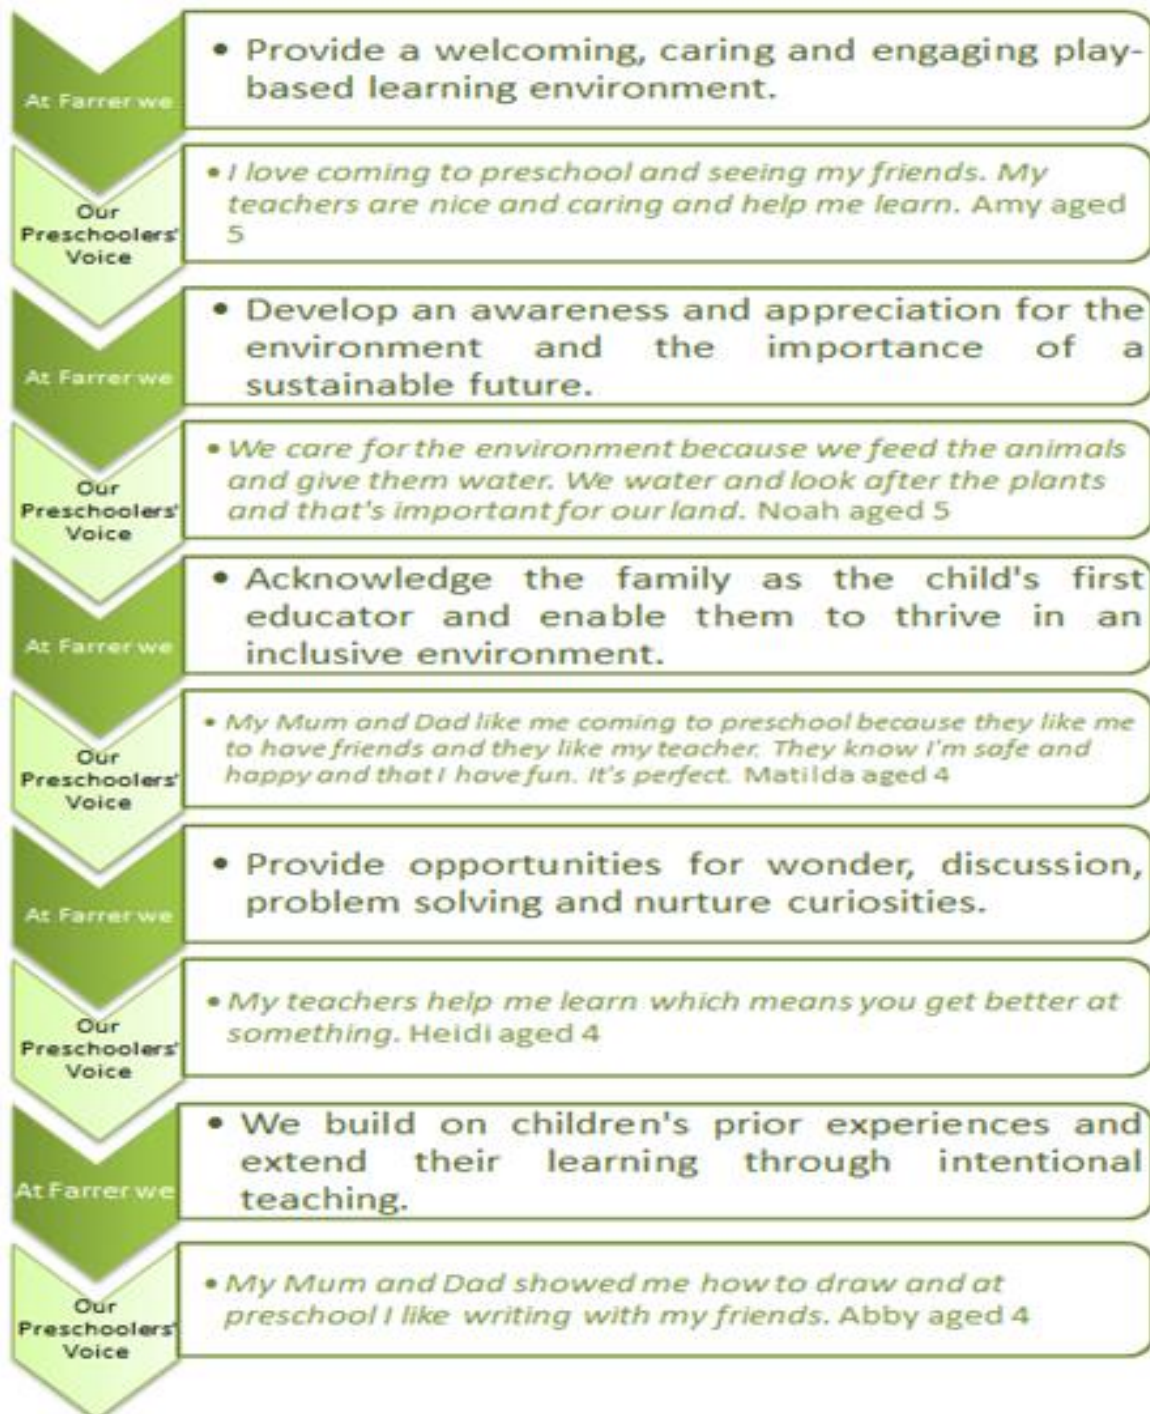 At Farrer we
• Provide a welcoming, caring and engaging play-
based learning environment.
Our
Preschoolers'
Voice
• I love coming to preschool and seeing my friends. My
teachers are nice and caring and help me learn. Amy aged
5
At Farrer we
• Develop an awareness and appreciation for the
environment and the importance of a
sustainable future.
Our
Preschoolers'
Voice
• We care for the environment because we feed the animals
and give them water. We water and look after the plants
and that's important for our land. Noah aged 5
At Farrer we
• Acknowledge the family as the child's first
educator and enable them to thrive in an
inclusive environment.
Our
Preschoolers'
Voice
• My Mum and Dad like me coming to preschool because they like me
to have friends and they like my teacher. They know I'm safe and
happy and that I have fun. It's perfect. Matilda aged 4
At Farrer we
• Provide opportunities for wonder, discussion,
problem solving and nurture curiosities.
Our
Preschoolers'
Voice
• My teachers help me learn which means you get better at
something. Heidi aged 4
At Farrer we
• We build on children's prior experiences and
extend their learning through intentional
teaching.
Our
Preschoolers'
Voice
• My Mum and Dad showed me how to draw and at
preschool I like writing with my friends. Abby aged 4